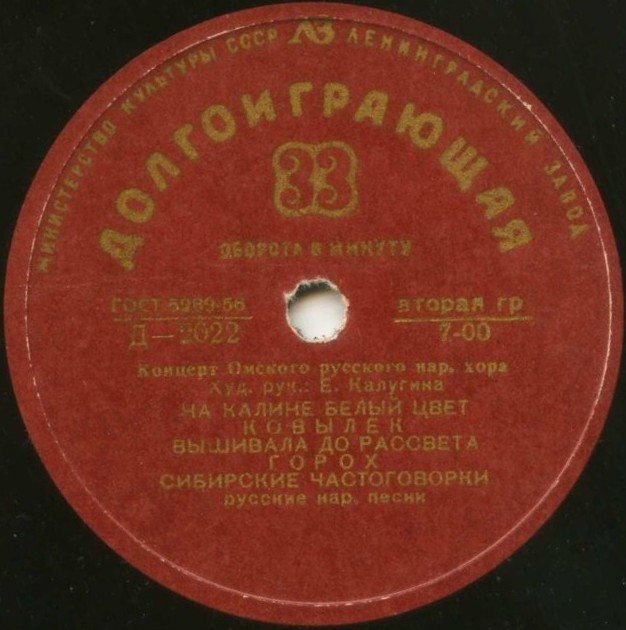 МИНИСТЕРСТВО КУЛЬТУРЫ СССР ЛЗ ЛЕНИНГРАДСКИЙ ЗАВОД
ДОЛГОИГРАЮЩАЯ
33
ОБОРОТА В МИНУТУ
ГОСТ 5289-56 вторая гр
Д—2022 7-00
Концерт Омского русского нар. хора
Худ. рук.: Е. Калугина
НА КАЛИНЕ БЕЛЫЙ ЦВЕТ
КОВЫЛЕК
ВЫШИВАЛА ДО РАССВЕТА
ГОРОХ
СИБИРСКИЕ ЧАСТОГОВОРКИ
русские нар. песни